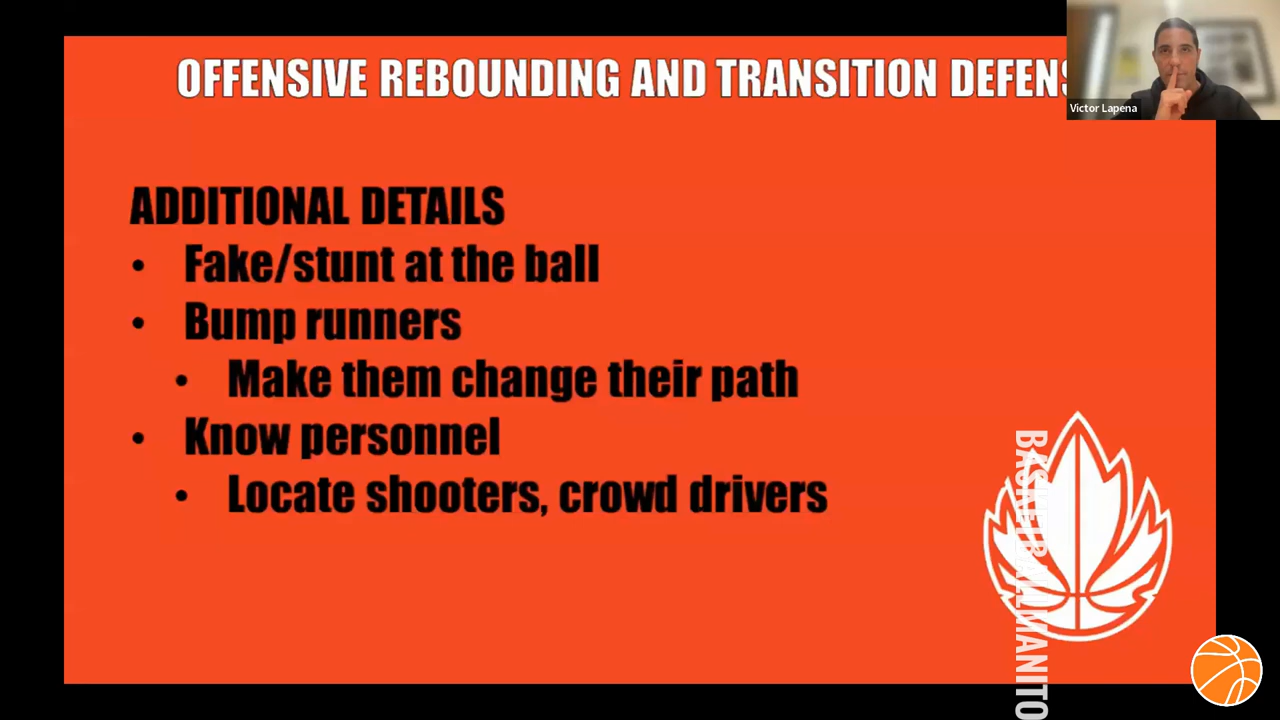 OFFENSIVE REBOUNDING AND TRANSITION DEFENS
Victor Lapena
ADDITIONAL DETAILS
• Fake/stunt at the ball
• Bump runners
• Make them change their path
• Know personnel
• Locate shooters, crowd drivers
BASKETBALL MANITO